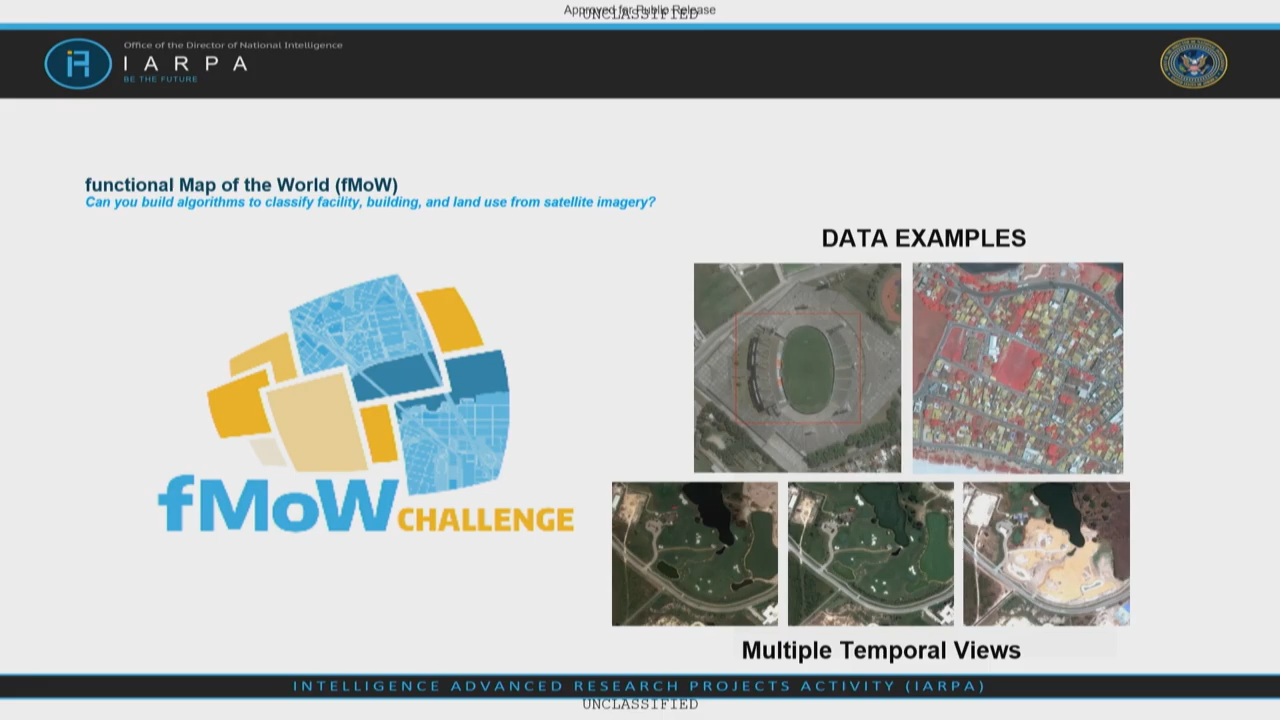 Approved for Public Release
UNCLASSIFIED
Office of the Director of National Intelligence
IARPA
BE THE FUTURE
functional Map of the World (fMoW)
Can you build algorithms to classify facility, building, and land use from satellite imagery?
DATA EXAMPLES
fMoW CHALLENGE
Multiple Temporal Views
INTELLIGENCE ADVANCED RESEARCH PROJECTS ACTIVITY (IARPA)
UNCLASSIFIED